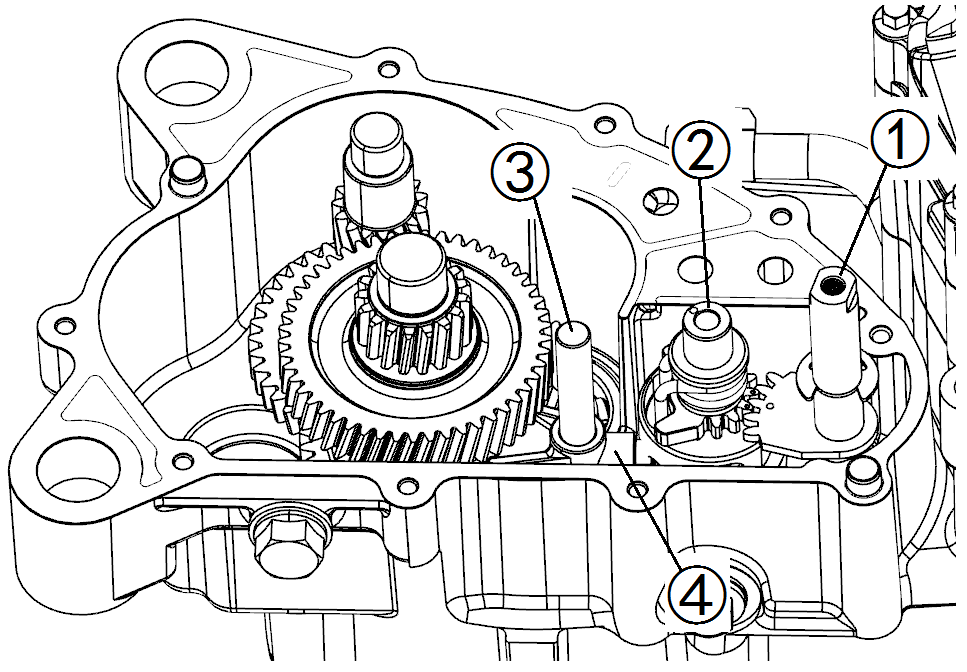 ①
②
③
④